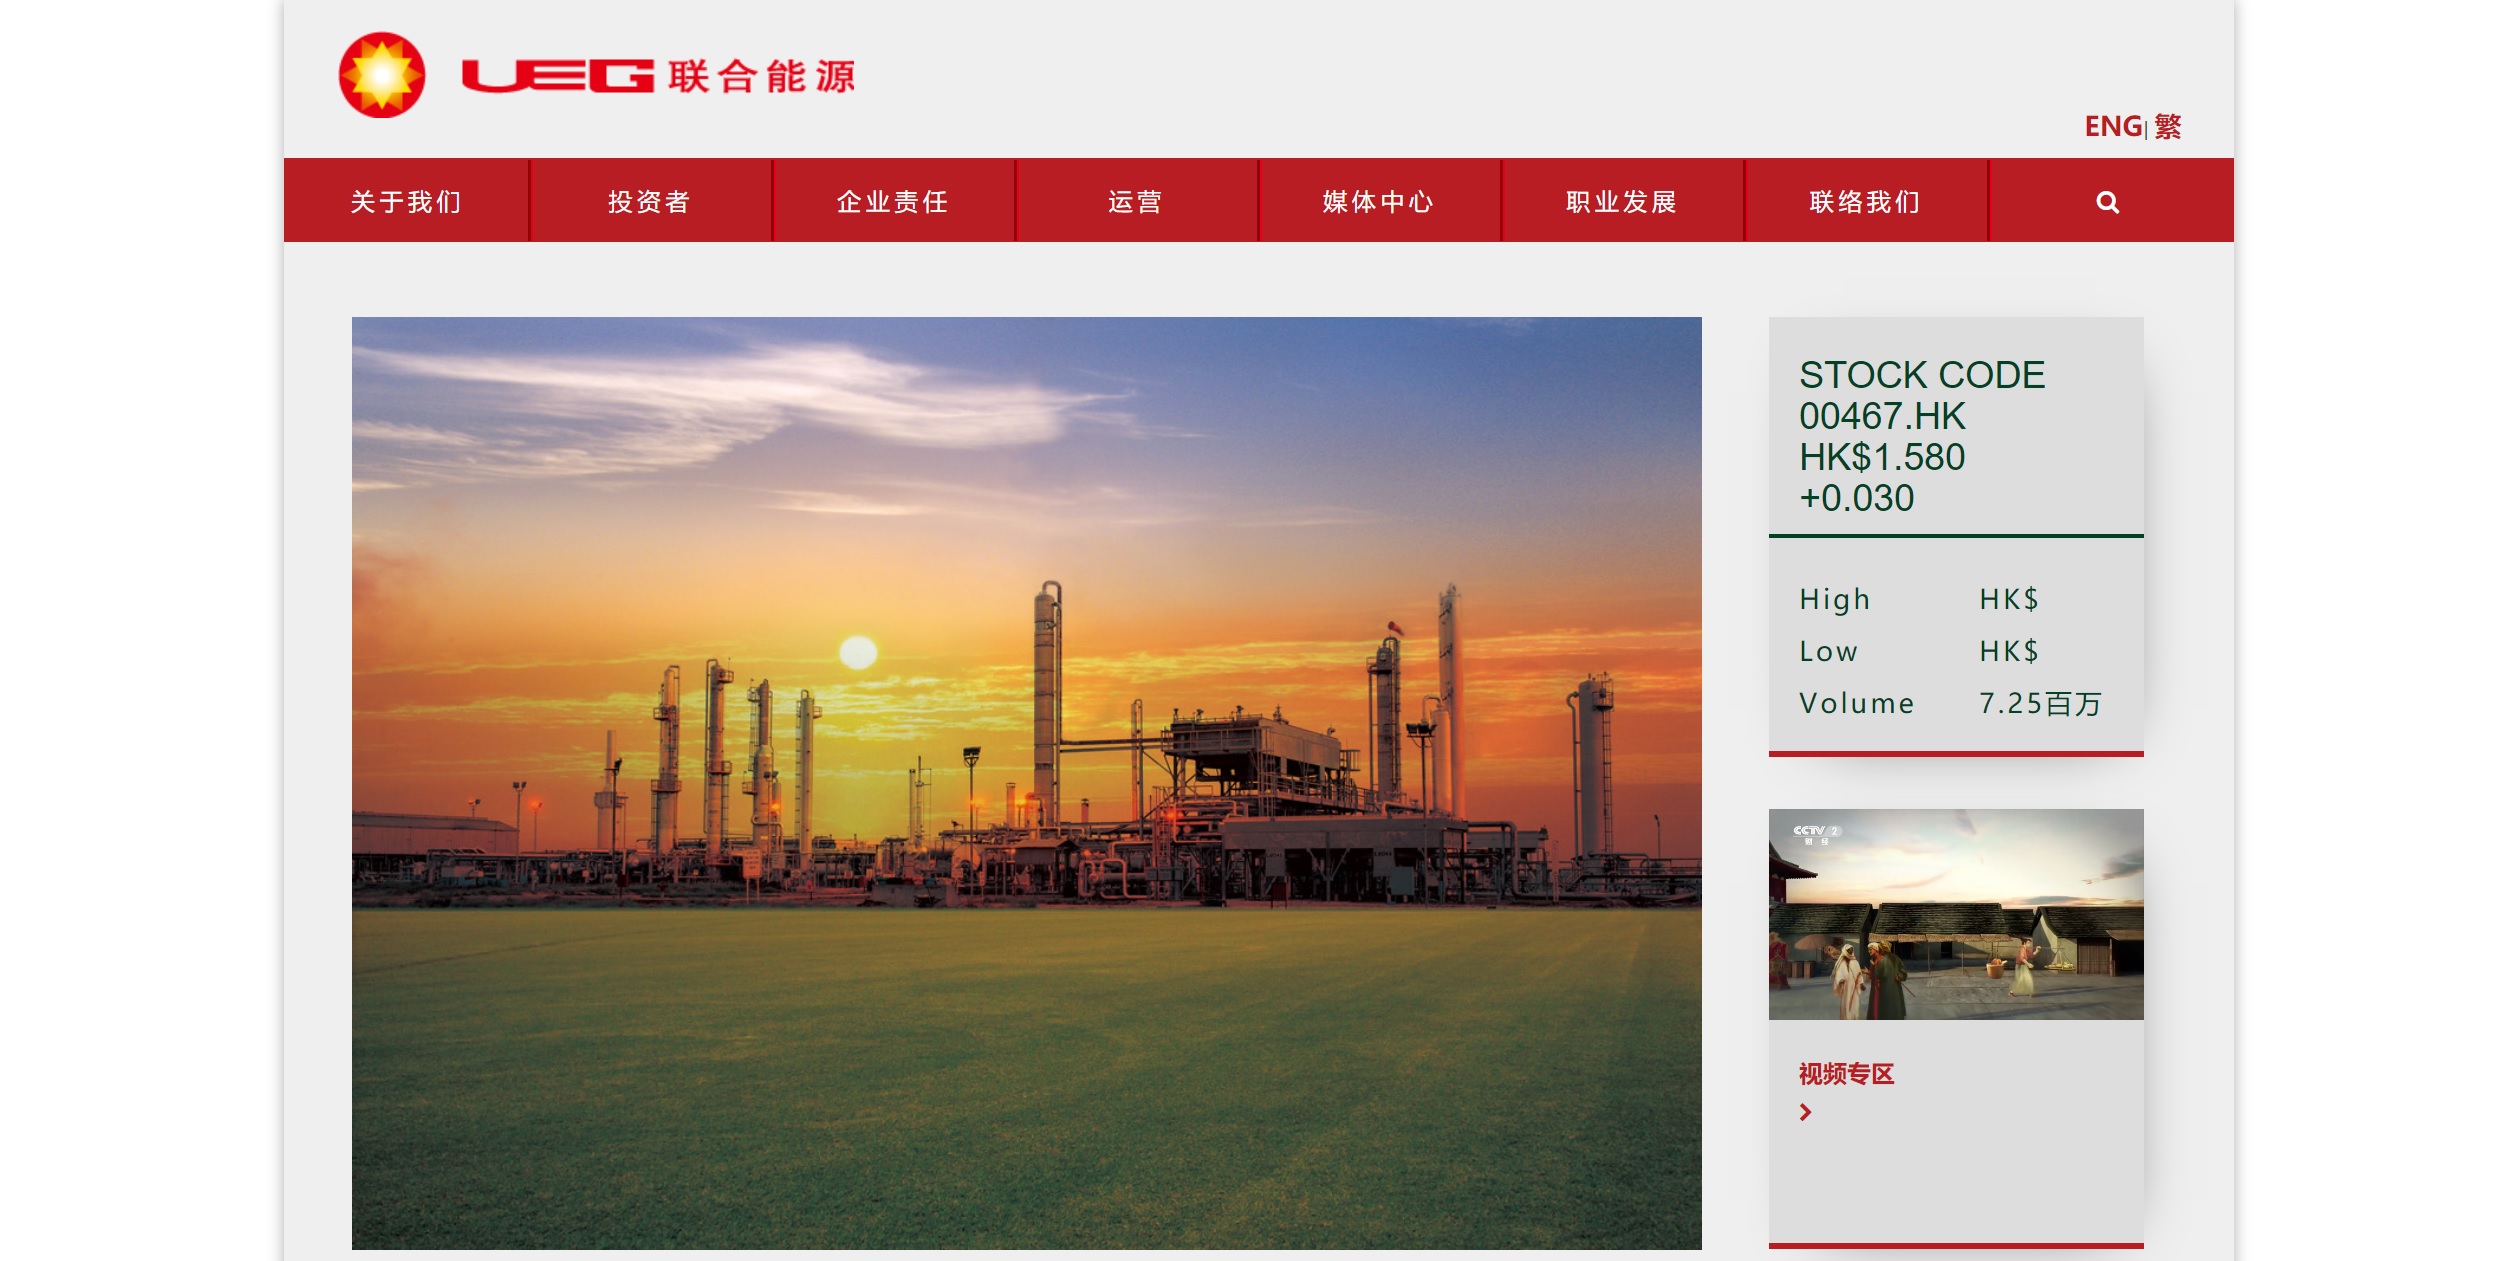 UEG 联合能源
ENG| 繁
关于我们
投资者
企业责任
运营
媒体中心
职业发展
联络我们
STOCK CODE
00467.HK
HK$1.580
+0.030
High HK$
Low HK$
Volume 7.25百万
CCTV 2
财经
视频专区